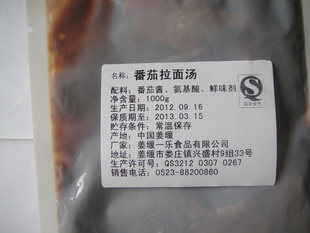 名称：番茄拉面汤
配料：番茄酱、氨基酸、鲜味剂
净含量：1000g
生产日期：2012.09.16
保质期至：2013.03.15
贮存条件：常温保存
产地：中国姜堰
厂家：姜堰一乐食品有限公司
地址：姜堰市娄庄镇兴盛村9组33号
生产许可号：QS3212 0307 0267
销售电话：0523-88200860